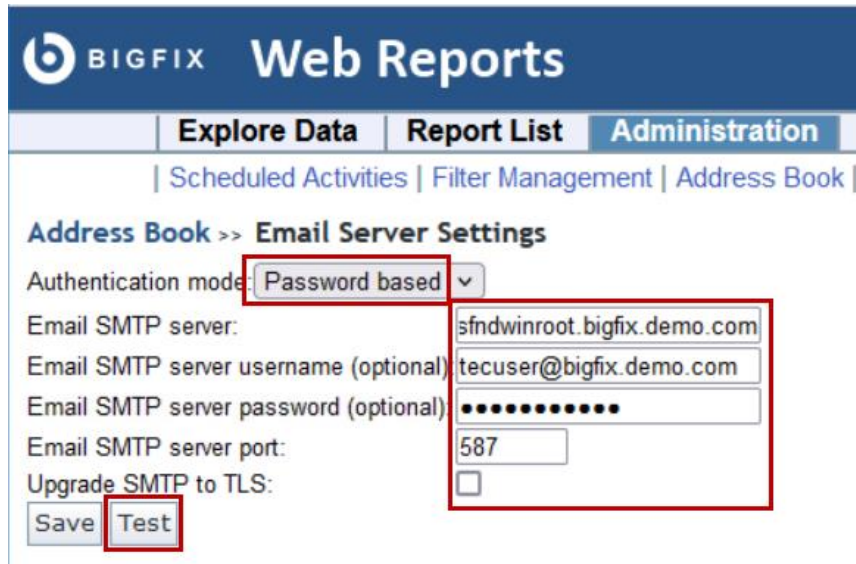 BIGFIX Web Reports
Explore Data Report List Administration
| Scheduled Activities | Filter Management | Address Book |
Address Book >> Email Server Settings
Authentication mode: Password based
Email SMTP server: sfndwinroot.bigfix.demo.com
Email SMTP server username (optional): tecuser@bigfix.demo.com
Email SMTP server password (optional): •••••••••••
Email SMTP server port: 587
Upgrade SMTP to TLS:
Save Test